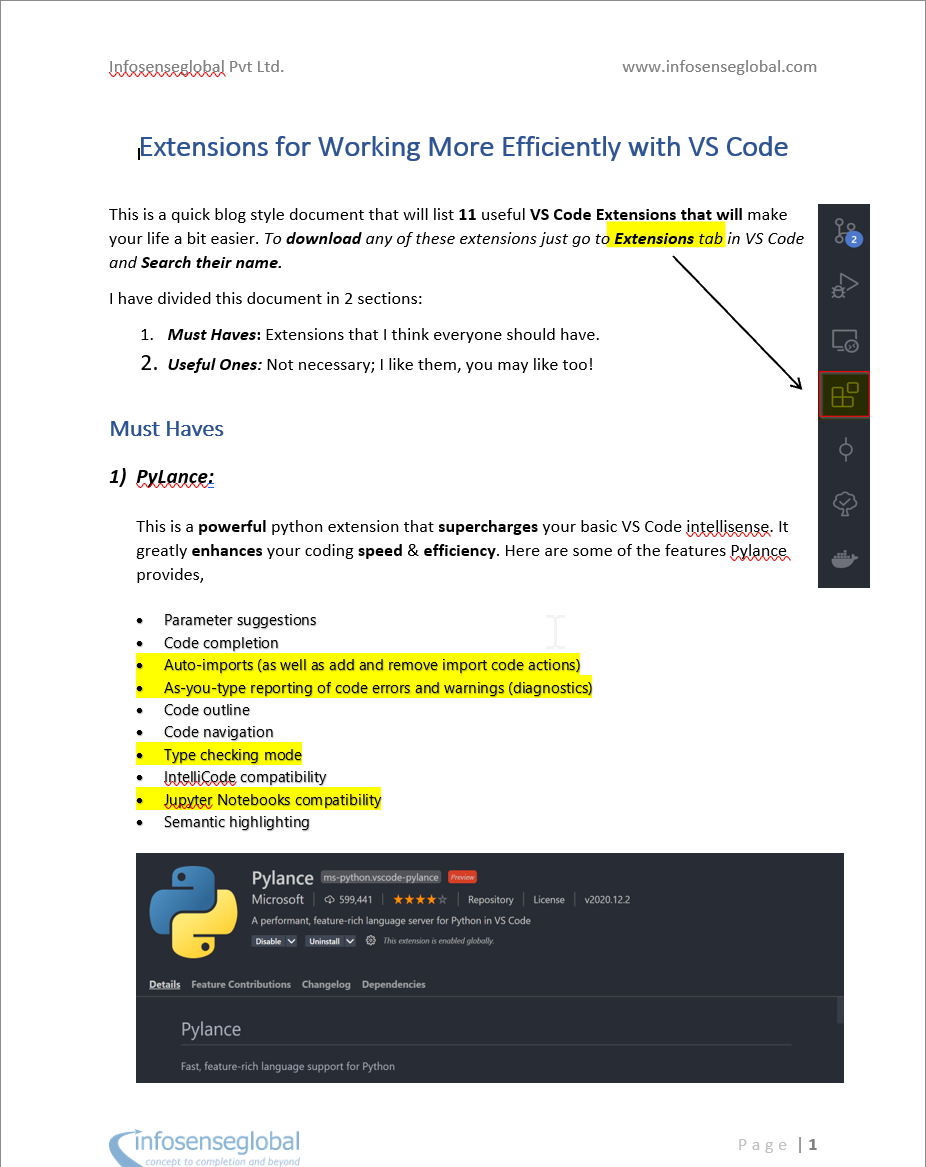 Infosenseglobal Pvt Ltd. www.infosenseglobal.com
Extensions for Working More Efficiently with VS Code
This is a quick blog style document that will list 11 useful VS Code Extensions that will make
your life a bit easier. To download any of these extensions just go to Extensions tab in VS Code
and Search their name.
2
I have divided this document in 2 sections:
1. Must Haves: Extensions that I think everyone should have.
2. Useful Ones: Not necessary; I like them, you may like too!
Must Haves
1) PyLance:
This is a powerful python extension that supercharges your basic VS Code intellisense. It
greatly enhances your coding speed & efficiency. Here are some of the features Pylance
provides,
• Parameter suggestions
• Code completion
• Auto-imports (as well as add and remove import code actions)
• As-you-type reporting of code errors and warnings (diagnostics)
• Code outline
• Code navigation
• Type checking mode
• IntelliCode compatibility
• Jupyter Notebooks compatibility
• Semantic highlighting
Pylance ms-python.vscode-pylance Preview
Microsoft 599,441 Repository License v2020.12.2
A performant, feature-rich language server for Python in VS Code
Disable Uninstall This extension is enabled globally.
Details Feature Contributions Changelog Dependencies
Pylance
Fast, feature-rich language support for Python
infosenseglobal
concept to completion and beyond
Page | 1